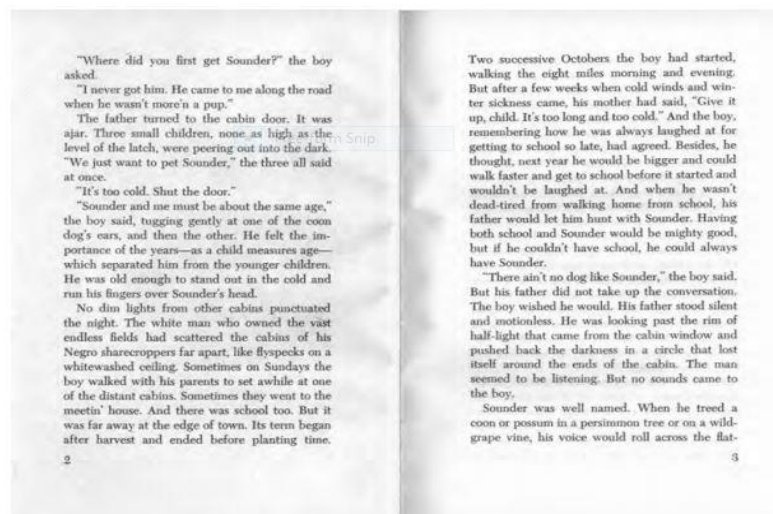 "Where did you first get Sounder?" the boy
asked.
"I never got him. He came to me along the road
when he wasn't more'n a pup."
The father turned to the cabin door. It was
ajar. Three small children, none as high as the
level of the latch, were peering out into the dark.
"We just want to pet Sounder," the three all said
at once.
"It's too cold. Shut the door."
"Sounder and me must be about the same age,"
the boy said, tugging gently at one of the coon
dog's ears, and then the other. He felt the im-
portance of the years—as a child measures age—
which separated him from the younger children.
He was old enough to stand out in the cold and
run his fingers over Sounder's head.
No dim lights from other cabins punctuated
the night. The white man who owned the vast
endless fields had scattered the cabins of his
Negro sharecroppers far apart, like flyspecks on a
whitewashed ceiling. Sometimes on Sundays the
boy walked with his parents to set awhile at one
of the distant cabins. Sometimes they went to the
meetin' house. And there was school too. But it
was far away at the edge of town. Its term began
after harvest and ended before planting time.
2
Two successive Octobers the boy had started,
walking the eight miles morning and evening.
But after a few weeks when cold winds and win-
ter sickness came, his mother had said, "Give it
up, child. It's too long and too cold." And the boy,
remembering how he was always laughed at for
getting to school so late, had agreed. Besides, he
thought, next year he would be bigger and could
walk faster and get to school before it started and
wouldn't be laughed at. And when he wasn't
dead-tired from walking home from school, his
father would let him hunt with Sounder. Having
both school and Sounder would be mighty good,
but if he couldn't have school, he could always
have Sounder.
"There ain't no dog like Sounder," the boy said.
But his father did not take up the conversation.
The boy wished he would. His father stood silent
and motionless. He was looking past the rim of
half-light that came from the cabin window and
pushed back the darkness in a circle that lost
itself around the ends of the cabin. The man
seemed to be listening. But no sounds came to
the boy.
Sounder was well named. When he treed a
coon or possum in a persimmon tree or on a wild-
grape vine, his voice would roll across the flat-
3
Snip